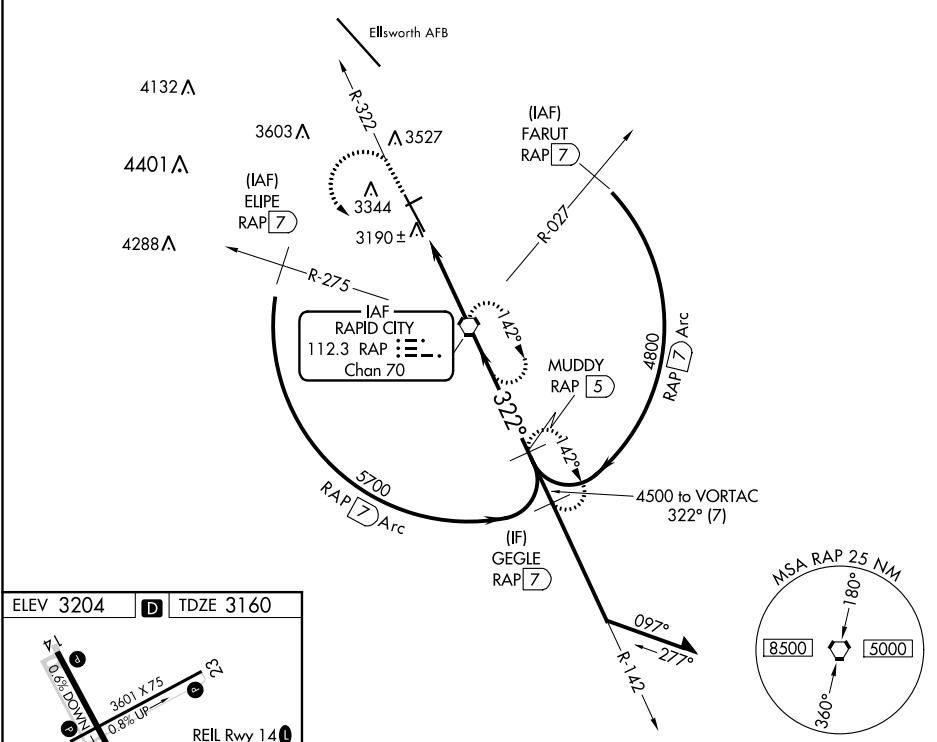 Ellsworth AFB
4132
R-322
3603
3527
(IAF)
FARUT
RAP 7
4401
(IAF)
ELIPE
RAP 7
3344
3190 ±
R-027
4288
R-275
IAF
RAPID CITY
112.3 RAP
Chan 70
142°
MUDDY
RAP 5
4800
RAP 7 Arc
322°
142°
5700
RAP 7 Arc
4500 to VORTAC
322° (7)
(IF)
GEGLE
RAP 7
MSA RAP 25 NM
180°
8500
5000
360°
097°
277°
R-142
ELEV 3204 D TDZE 3160
14
P
0.6% DOWN
3601 X 75
23
P
0.8% UP
P
REIL Rwy 14 L